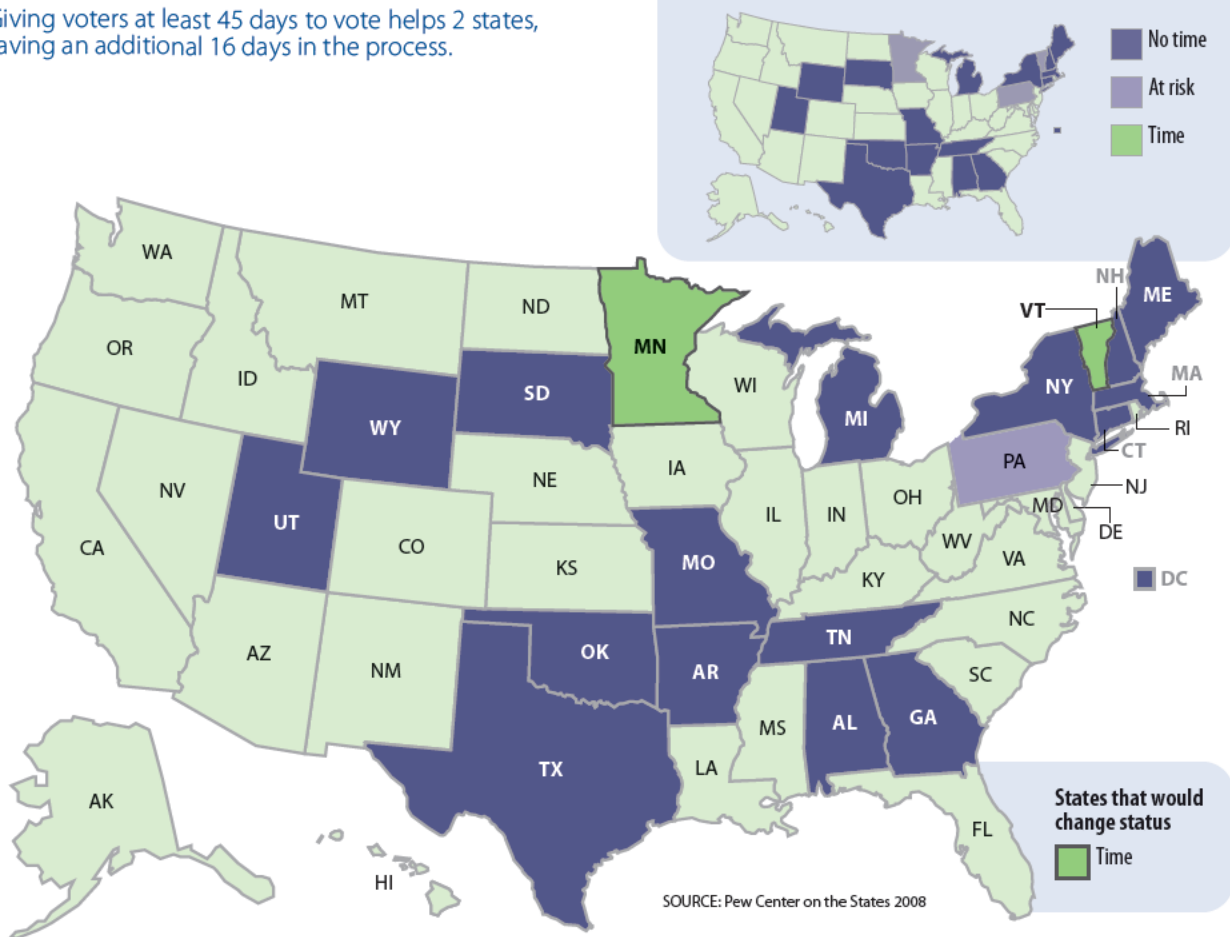 iving voters at least 45 days to vote helps 2 states,
aving an additional 16 days in the process.
No time
At risk
Time
WA
MT
ND
MN
OR
ID
WY
SD
WI
MI
NY
VT
NH
ME
MA
RI
CT
PA
NJ
MD
DE
DC
NV
UT
CA
CO
NE
IA
IL
IN
OH
WV
VA
KS
MO
KY
NC
AZ
NM
OK
AR
TN
SC
TX
LA
MS
AL
GA
FL
AK
HI
States that would
change status
Time
SOURCE: Pew Center on the States 2008